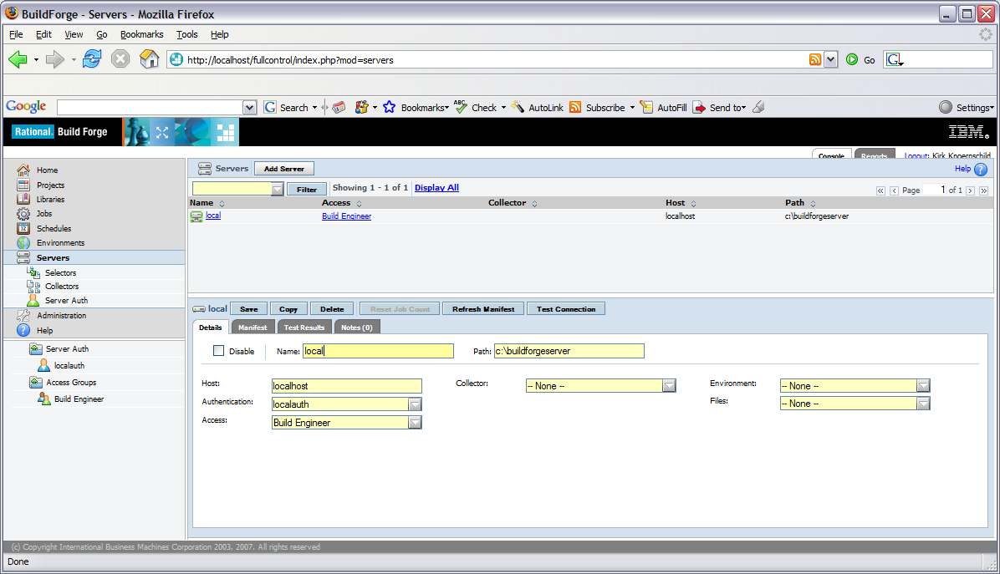 BuildForge - Servers - Mozilla Firefox
File Edit View Go Bookmarks Tools Help
http://localhost/fullcontrol/index.php?mod=servers Go G
Google G Search Bookmarks ABC Check AutoLink Subscribe AutoFill Send to Settings
Rational. Build Forge IBM.
Console Reports Logout: Kirk Knoernschild
Home
Projects
Libraries
Jobs
12 Schedules
Environments
Servers
Selectors
Collectors
Server Auth
Administration
? Help
Server Auth
localauth
Access Groups
Build Engineer
Servers Add Server Help ?
Filter Showing 1 - 1 of 1 Display All Page 1 of 1
Name Access Collector Host Path
local Build Engineer localhost c:\buildforgeserver
local Save Copy Delete Reset Job Count Refresh Manifest Test Connection
Details Manifest Test Results Notes (0)
Disable Name: local Path: c:\buildforgeserver
Host: localhost Collector: -- None -- Environment: -- None --
Authentication: localauth Files: -- None --
Access: Build Engineer
(c) Copyright International Business Machines Corporation 2003, 2007. All rights reserved
Done